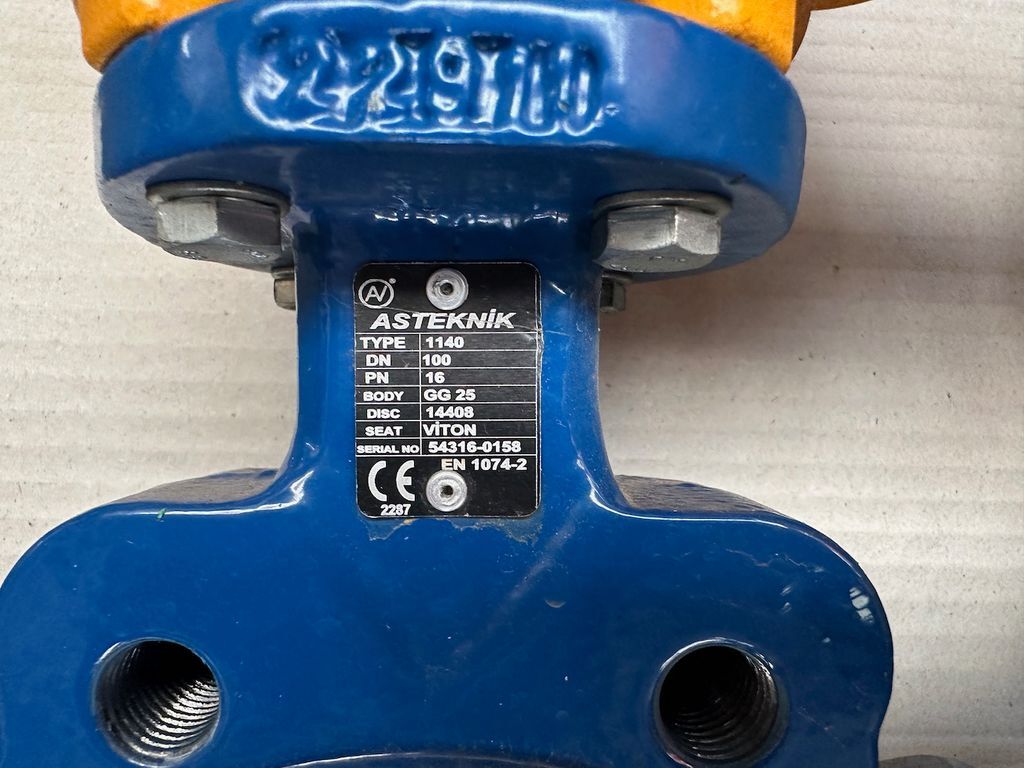 AV®
ASTEKNİK
TYPE 1140
DN 100
PN 16
BODY GG 25
DISC 14408
SEAT VİTON
SERIAL NO 54316-0158
EN 1074-2
CE
2287